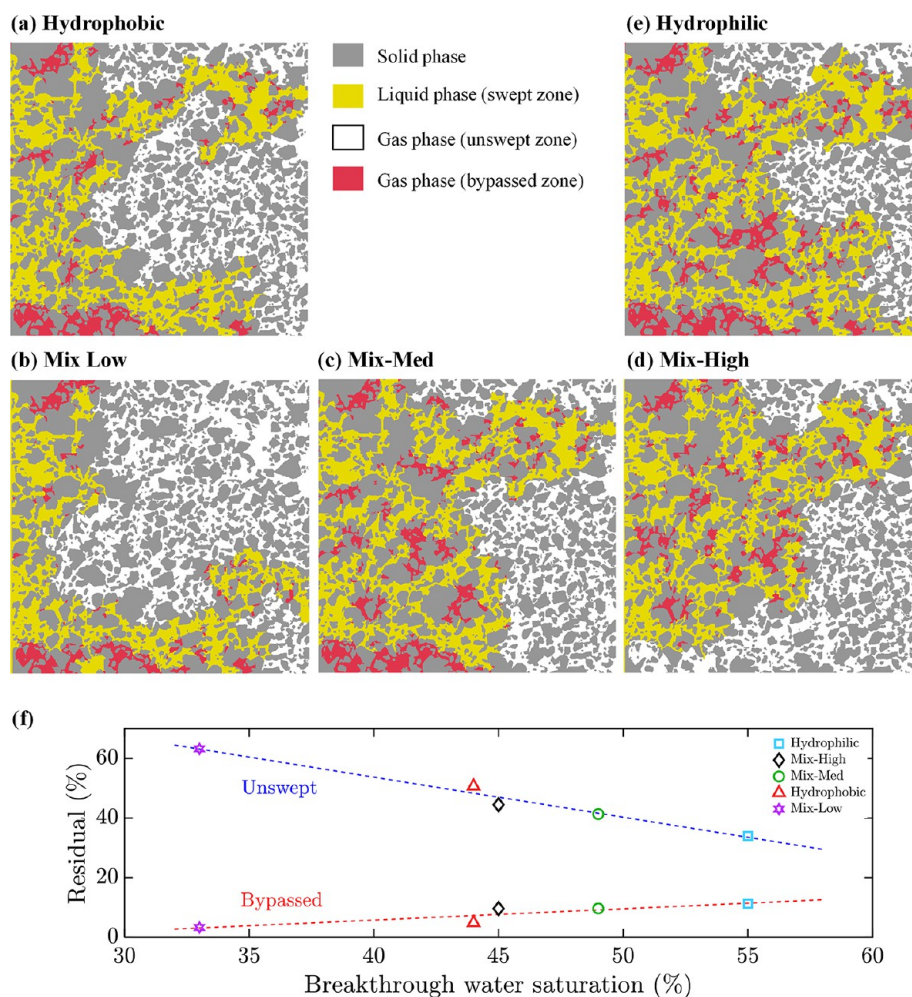 (a) Hydrophobic
(e) Hydrophilic
Solid phase
Liquid phase (swept zone)
Gas phase (unswept zone)
Gas phase (bypassed zone)
(b) Mix Low
(c) Mix-Med
(d) Mix-High
(f)
Residual (%)
60
40
20
0
Unswept
Bypassed
Hydrophilic
Mix-High
Mix-Med
Hydrophobic
Mix-Low
30 35 40 45 50 55 60
Breakthrough water saturation (%)